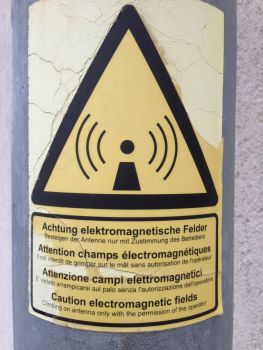 Achtung elektromagnetische Felder
Besteigen der Antenne nur mit Zustimmung des Betreibers
Attention champs électromagnétiques
Il est interdit de grimper sur le mât sans autorisation de l'opérateur
Attenzione campi elettromagnetici
E' vietato arrampicarsi sul palo senza l'autorizzazione dell'operatore
Caution electromagnetic fields
Climbing on antenna only with the permission of the operator